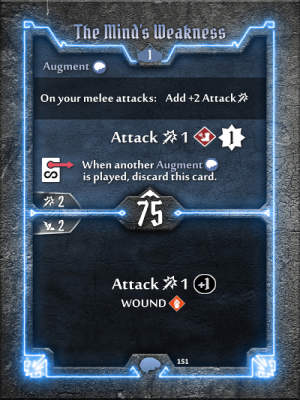 The Mind's Weakness
1
Augment
On your melee attacks: Add +2 Attack
Attack 1 1
When another Augment
is played, discard this card.
75
2
2
Attack 1 +1
WOUND
151